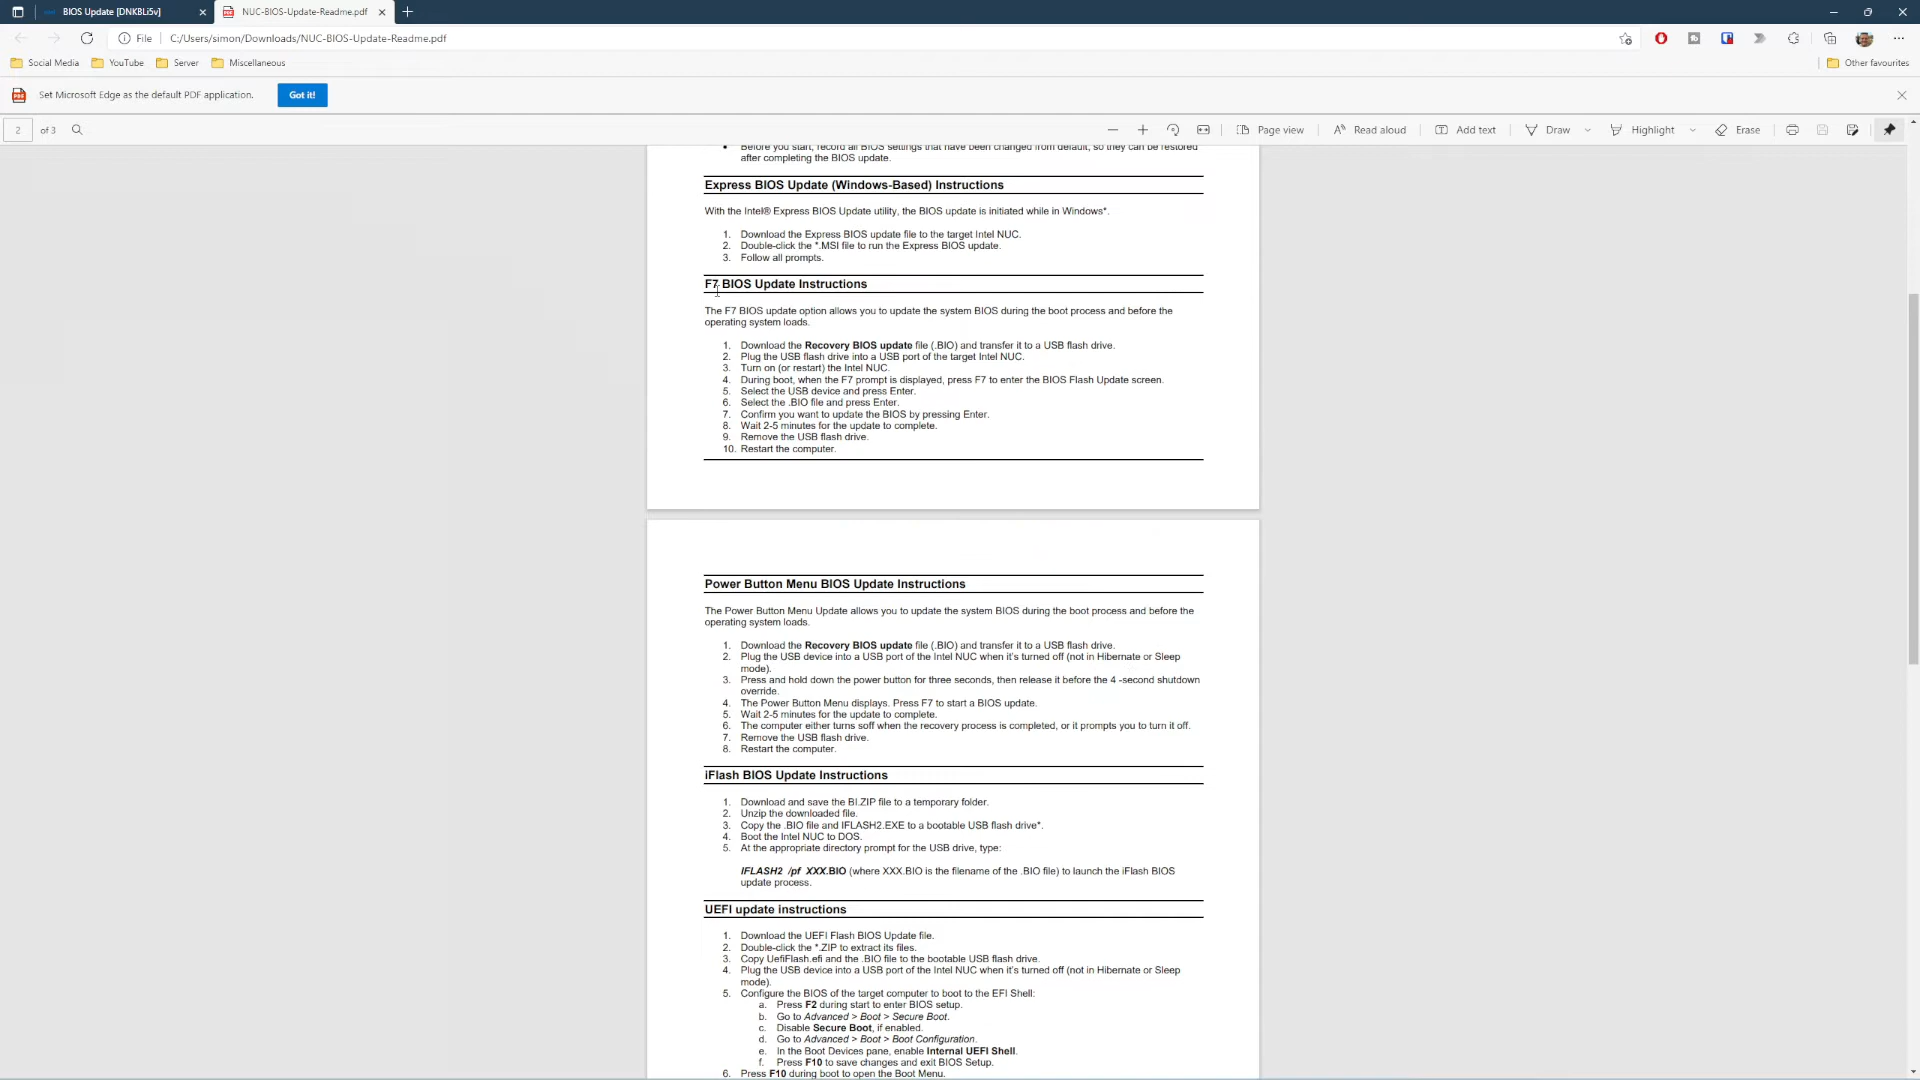 BIOS Update [DNKBLi5v]
NUC-BIOS-Update-Readme.pdf
File
C:/Users/simon/Downloads/NUC-BIOS-Update-Readme.pdf
Social Media
YouTube
Server
Miscellaneous
Other favourites
Set Microsoft Edge as the default PDF application.
Got it!
2
of 3
Page view
Read aloud
Add text
Draw
Highlight
Erase
• Before you start, record all BIOS settings that have been changed from default, so they can be restored
after completing the BIOS update.
Express BIOS Update (Windows-Based) Instructions
With the Intel® Express BIOS Update utility, the BIOS update is initiated while in Windows*.
1. Download the Express BIOS update file to the target Intel NUC.
2. Double-click the *.MSI file to run the Express BIOS update.
3. Follow all prompts.
F7 BIOS Update Instructions
The F7 BIOS update option allows you to update the system BIOS during the boot process and before the
operating system loads.
1. Download the Recovery BIOS update file (.BIO) and transfer it to a USB flash drive.
2. Plug the USB flash drive into a USB port of the target Intel NUC.
3. Turn on (or restart) the Intel NUC.
4. During boot, when the F7 prompt is displayed, press F7 to enter the BIOS Flash Update screen.
5. Select the USB device and press Enter.
6. Select the .BIO file and press Enter.
7. Confirm you want to update the BIOS by pressing Enter.
8. Wait 2-5 minutes for the update to complete.
9. Remove the USB flash drive.
10. Restart the computer.
Power Button Menu BIOS Update Instructions
The Power Button Menu Update allows you to update the system BIOS during the boot process and before the
operating system loads.
1. Download the Recovery BIOS update file (.BIO) and transfer it to a USB flash drive.
2. Plug the USB device into a USB port of the Intel NUC when it's turned off (not in Hibernate or Sleep
mode).
3. Press and hold down the power button for three seconds, then release it before the 4 -second shutdown
override.
4. The Power Button Menu displays. Press F7 to start a BIOS update.
5. Wait 2-5 minutes for the update to complete.
6. The computer either turns soff when the recovery process is completed, or it prompts you to turn it off.
7. Remove the USB flash drive.
8. Restart the computer.
iFlash BIOS Update Instructions
1. Download and save the BI.ZIP file to a temporary folder.
2. Unzip the downloaded file.
3. Copy the .BIO file and IFLASH2.EXE to a bootable USB flash drive*.
4. Boot the Intel NUC to DOS.
5. At the appropriate directory prompt for the USB drive, type:
IFLASH2 /pf XXX.BIO (where XXX.BIO is the filename of the .BIO file) to launch the iFlash BIOS
update process.
UEFI update instructions
1. Download the UEFI Flash BIOS Update file.
2. Double-click the *.ZIP to extract its files.
3. Copy UefiFlash.efi and the .BIO file to the bootable USB flash drive.
4. Plug the USB device into a USB port of the Intel NUC when it's turned off (not in Hibernate or Sleep
mode).
5. Configure the BIOS of the target computer to boot to the EFI Shell:
a. Press F2 during start to enter BIOS setup.
b. Go to Advanced > Boot > Secure Boot.
c. Disable Secure Boot, if enabled.
d. Go to Advanced > Boot > Boot Configuration.
e. In the Boot Devices pane, enable Internal UEFI Shell.
f. Press F10 to save changes and exit BIOS Setup.
6. Press F10 during boot to open the Boot Menu.